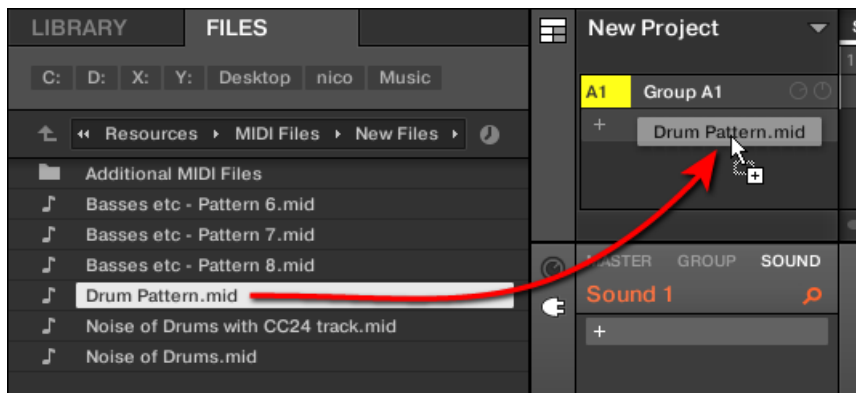 LIBRARY FILES
C: D: X: Y: Desktop nico Music
Resources MIDI Files New Files
Additional MIDI Files
Basses etc - Pattern 6.mid
Basses etc - Pattern 7.mid
Basses etc - Pattern 8.mid
Drum Pattern.mid
Noise of Drums with CC24 track.mid
Noise of Drums.mid
New Project
1
A1 Group A1
+ Drum Pattern.mid
MASTER GROUP SOUND
Sound 1
+